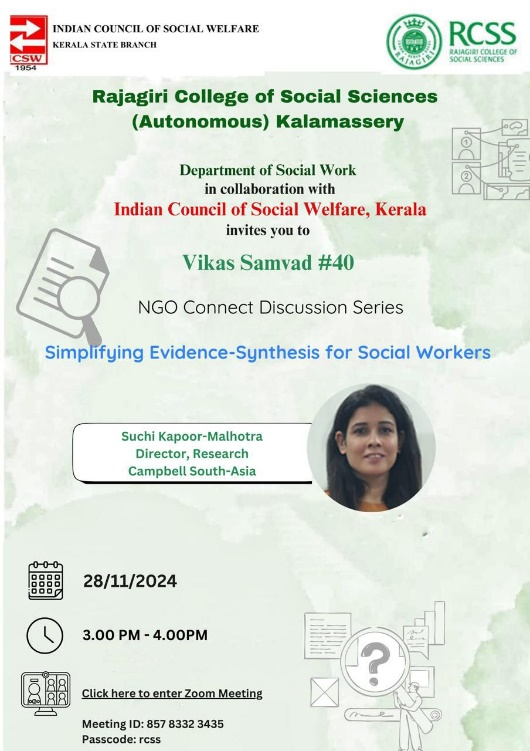 INDIAN COUNCIL OF SOCIAL WELFARE
KERALA STATE BRANCH
CSW
1954
RAJAGIRI
RCSS
RAJAGIRI COLLEGE OF
SOCIAL SCIENCES
Rajagiri College of Social Sciences
(Autonomous) Kalamassery
1
2
Department of Social Work
in collaboration with
Indian Council of Social Welfare, Kerala
invites you to
Vikas Samvad #40
NGO Connect Discussion Series
Simplifying Evidence-Synthesis for Social Workers
Suchi Kapoor-Malhotra
Director, Research
Campbell South-Asia
28/11/2024
3.00 PM - 4.00PM
?
Click here to enter Zoom Meeting
Meeting ID: 857 8332 3435
Passcode: rcss